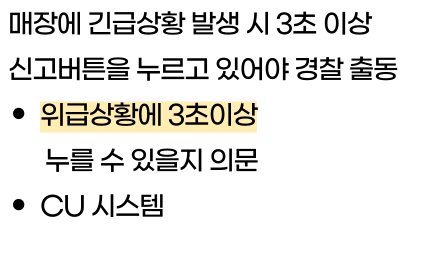 매장에 긴급상황 발생 시 3초 이상
신고버튼을 누르고 있어야 경찰 출동
• 위급상황에 3초이상
누를 수 있을지 의문
• CU 시스템